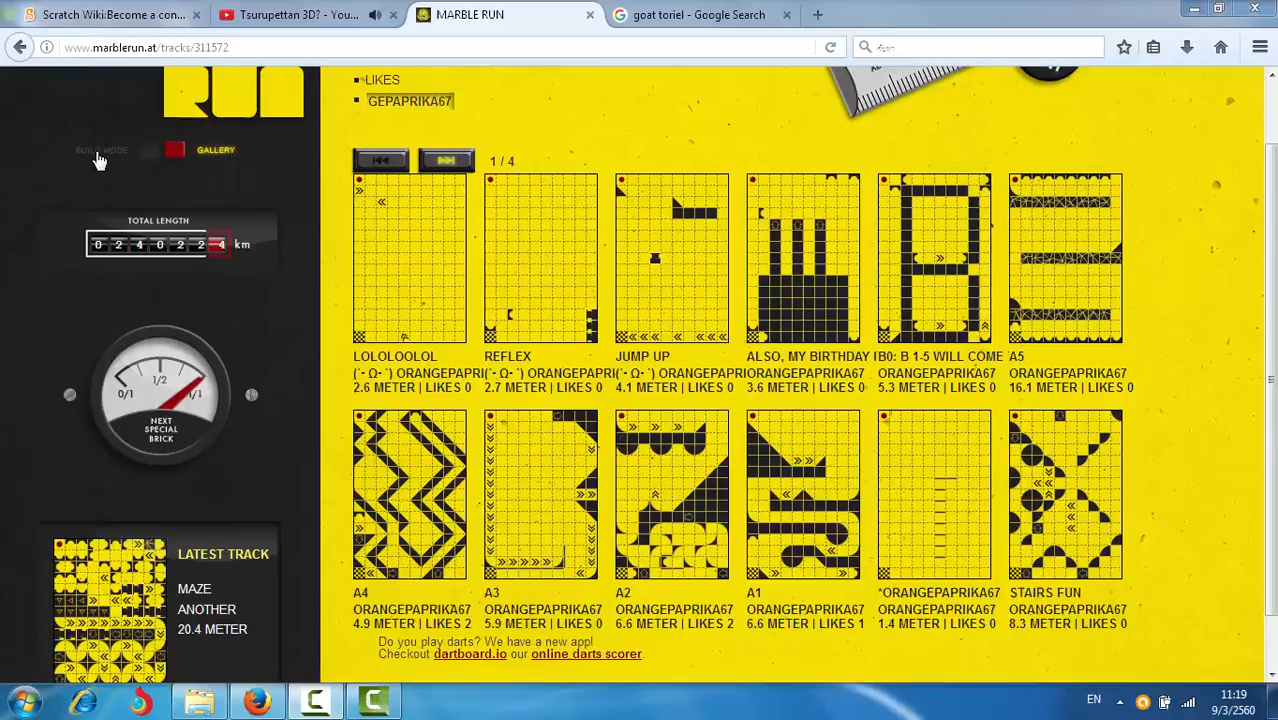 Scratch Wiki:Become a con...
Tsurupettan 3D? - You...
MARBLE RUN
goat toriel - Google Search
www.marblerun.at/tracks/311572
RUN
LIKES
GEPAPRIKA67
BUILD MODE
GALLERY
1 / 4
TOTAL LENGTH
0 2 4 0 2 2 4 km
0/1
1/2
1/1
NEXT
SPECIAL
BRICK
LOLOLOOLOL
REFLEX
JUMP UP
ALSO, MY BIRTHDAY I
B0: B 1-5 WILL COME
A5
(´- Ω- `) ORANGEPAPRI
(´- Ω- `) ORANGEPAPRI
(´- Ω- `) ORANGEPAPRI
ORANGEPAPRIKA67
ORANGEPAPRIKA67
ORANGEPAPRIKA67
2.6 METER | LIKES 0
2.7 METER | LIKES 0
4.1 METER | LIKES 0
3.6 METER | LIKES 0
5.3 METER | LIKES 0
16.1 METER | LIKES 0
A4
A3
A2
A1
*ORANGEPAPRIKA67
STAIRS FUN
ORANGEPAPRIKA67
ORANGEPAPRIKA67
ORANGEPAPRIKA67
ORANGEPAPRIKA67
ORANGEPAPRIKA67
ORANGEPAPRIKA67
4.9 METER | LIKES 2
5.9 METER | LIKES 0
6.6 METER | LIKES 2
6.6 METER | LIKES 1
1.4 METER | LIKES 0
8.3 METER | LIKES 0
LATEST TRACK
MAZE
ANOTHER
20.4 METER
Do you play darts? We have a new app!
Checkout dartboard.io our online darts scorer.
EN
11:19
9/3/2560